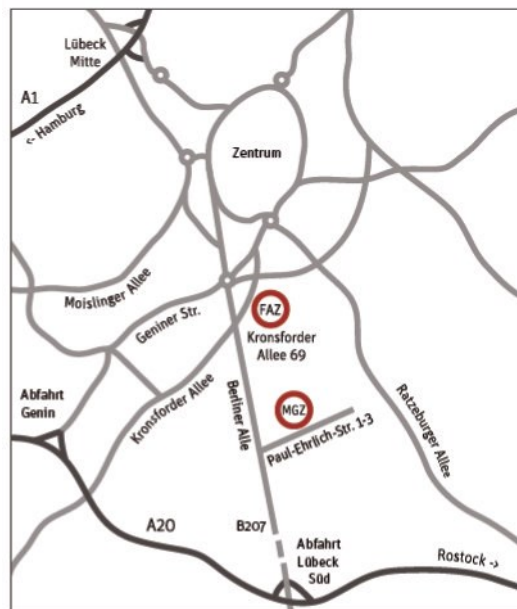 Lübeck
Mitte
A1
<- Hamburg
Zentrum
Moislinger Allee
Geniner Str.
FAZ
Kronsforder
Allee 69
Abfahrt
Genin
Kronsforder Allee
Berliner Alle
MGZ
Paul-Ehrlich-Str. 1-3
Ratzeburger Allee
A20
B207
Abfahrt
Lübeck
Süd
Rostock ->